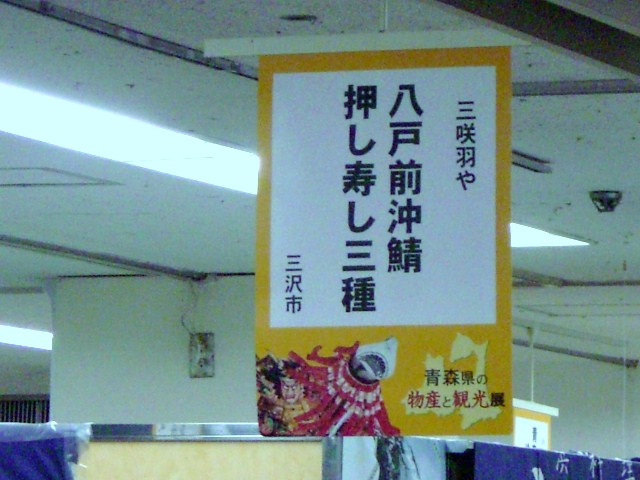 三咲羽や
八戸前沖鯖
押し寿し三種
三沢市
青森県の
物産と観光展